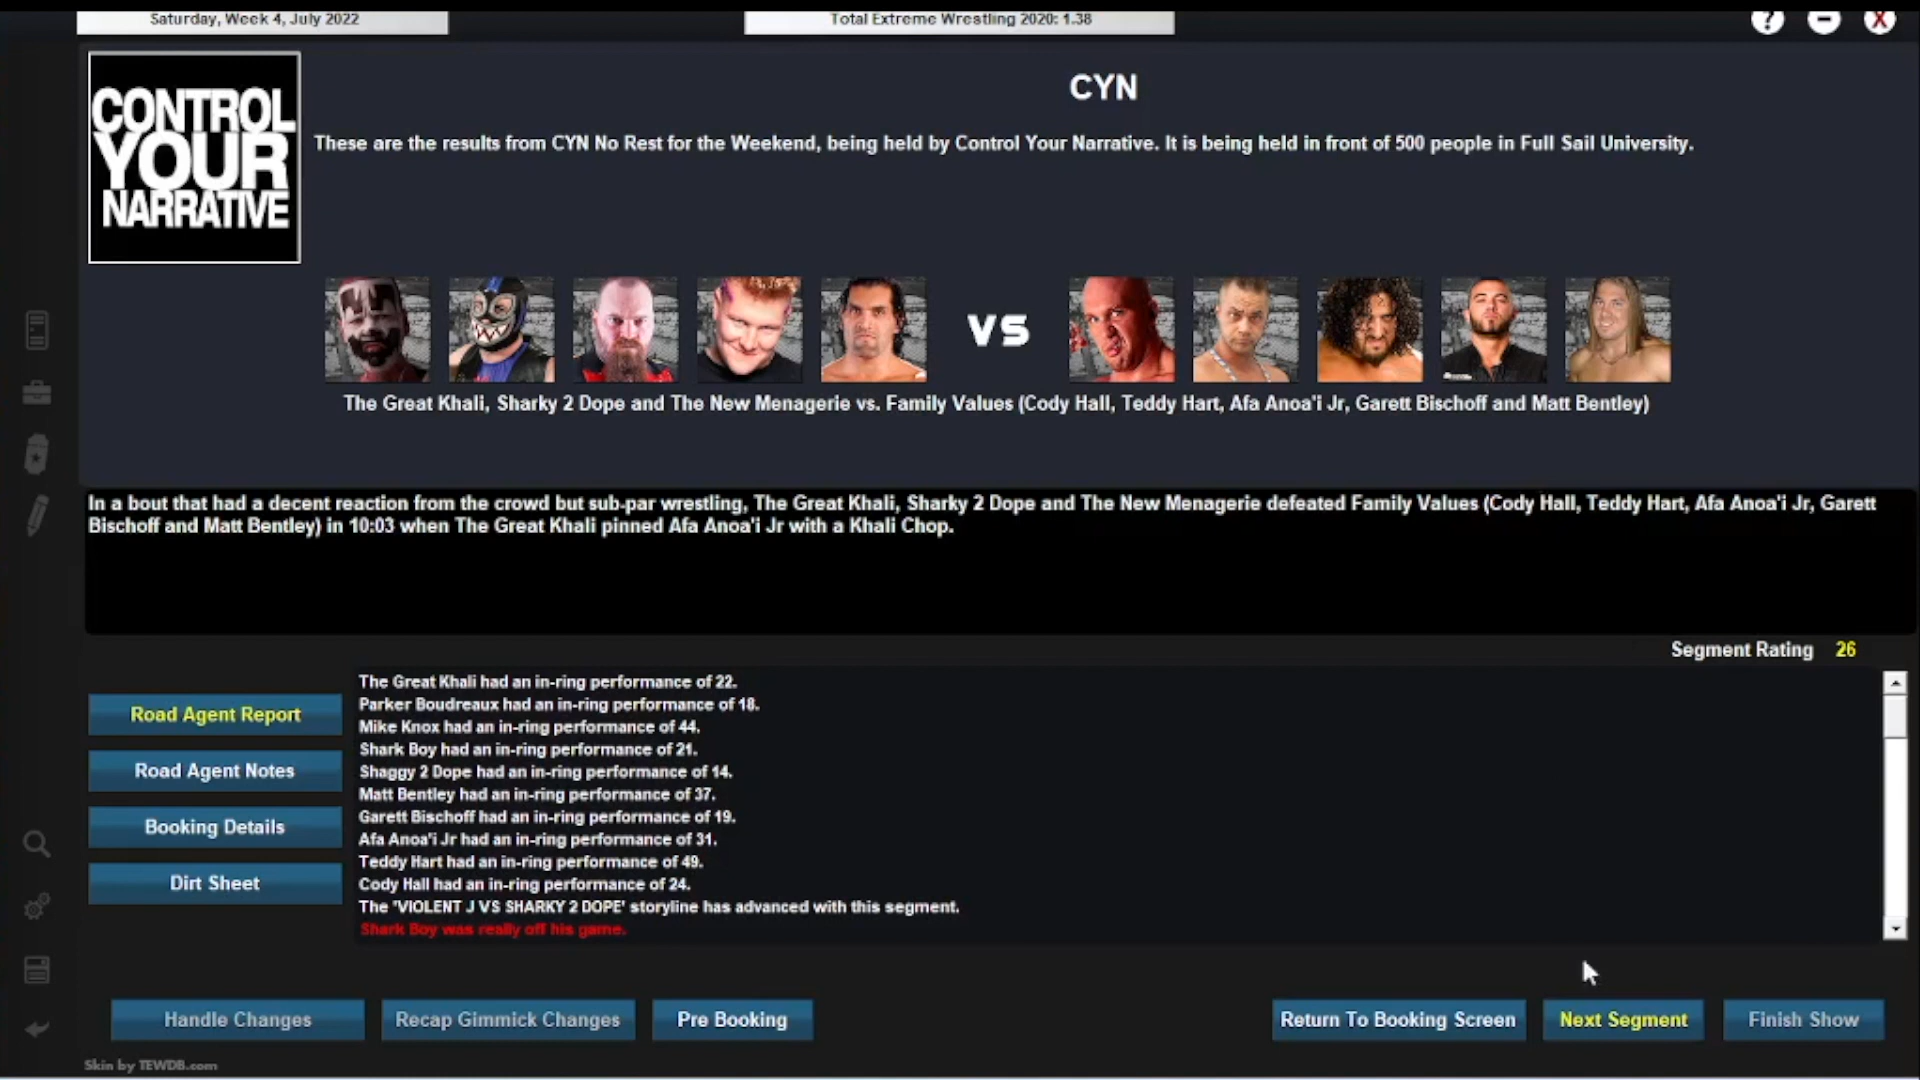 Saturday, Week 4, July 2022
Total Extreme Wrestling 2020: 1.38
?
X
CONTROL
YOUR
NARRATIVE
CYN
These are the results from CYN No Rest for the Weekend, being held by Control Your Narrative. It is being held in front of 500 people in Full Sail University.
VS
The Great Khali, Sharky 2 Dope and The New Menagerie vs. Family Values (Cody Hall, Teddy Hart, Afa Anoa'i Jr, Garett Bischoff and Matt Bentley)
In a bout that had a decent reaction from the crowd but sub-par wrestling, The Great Khali, Sharky 2 Dope and The New Menagerie defeated Family Values (Cody Hall, Teddy Hart, Afa Anoa'i Jr, Garett
Bischoff and Matt Bentley) in 10:03 when The Great Khali pinned Afa Anoa'i Jr with a Khali Chop.
Segment Rating 26
Road Agent Report
Road Agent Notes
Booking Details
Dirt Sheet
The Great Khali had an in-ring performance of 22.
Parker Boudreaux had an in-ring performance of 18.
Mike Knox had an in-ring performance of 44.
Shark Boy had an in-ring performance of 21.
Shaggy 2 Dope had an in-ring performance of 14.
Matt Bentley had an in-ring performance of 37.
Garett Bischoff had an in-ring performance of 19.
Afa Anoa'i Jr had an in-ring performance of 31.
Teddy Hart had an in-ring performance of 49.
Cody Hall had an in-ring performance of 24.
The 'VIOLENT J VS SHARKY 2 DOPE' storyline has advanced with this segment.
Shark Boy was really off his game.
Handle Changes
Recap Gimmick Changes
Pre Booking
Return To Booking Screen
Next Segment
Finish Show
Skin by TEWDB.com